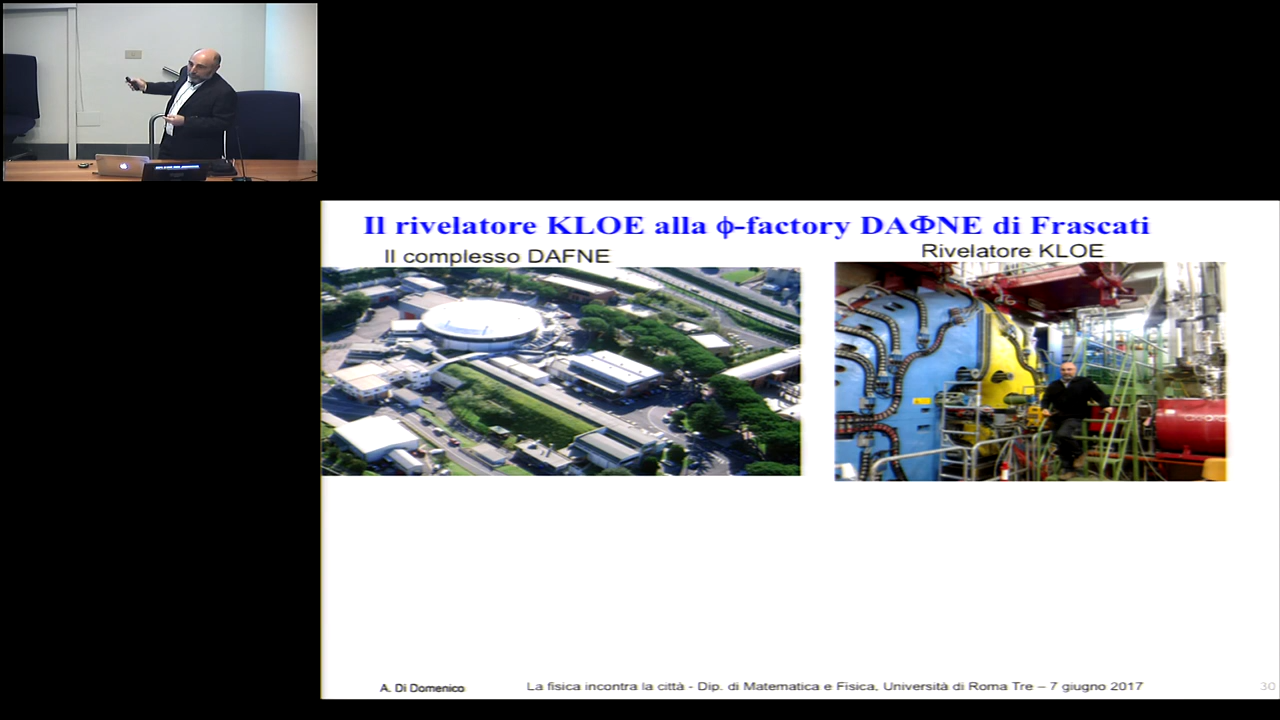 Il rivelatore KLOE alla ϕ-factory DAΦNE di Frascati
Il complesso DAFNE
Rivelatore KLOE
A. Di Domenico
La fisica incontra la città - Dip. di Matematica e Fisica, Università di Roma Tre – 7 giugno 2017
30